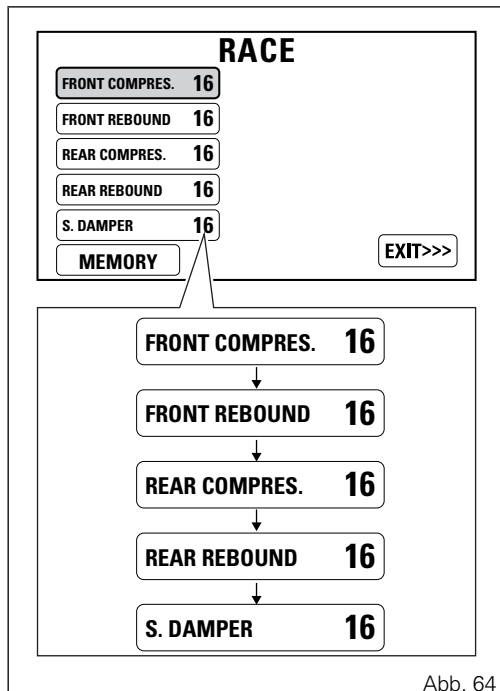 RACE
FRONT COMPRES. 16
FRONT REBOUND 16
REAR COMPRES. 16
REAR REBOUND 16
S. DAMPER 16
MEMORY
EXIT>>>
FRONT COMPRES. 16
FRONT REBOUND 16
REAR COMPRES. 16
REAR REBOUND 16
S. DAMPER 16
Abb. 64